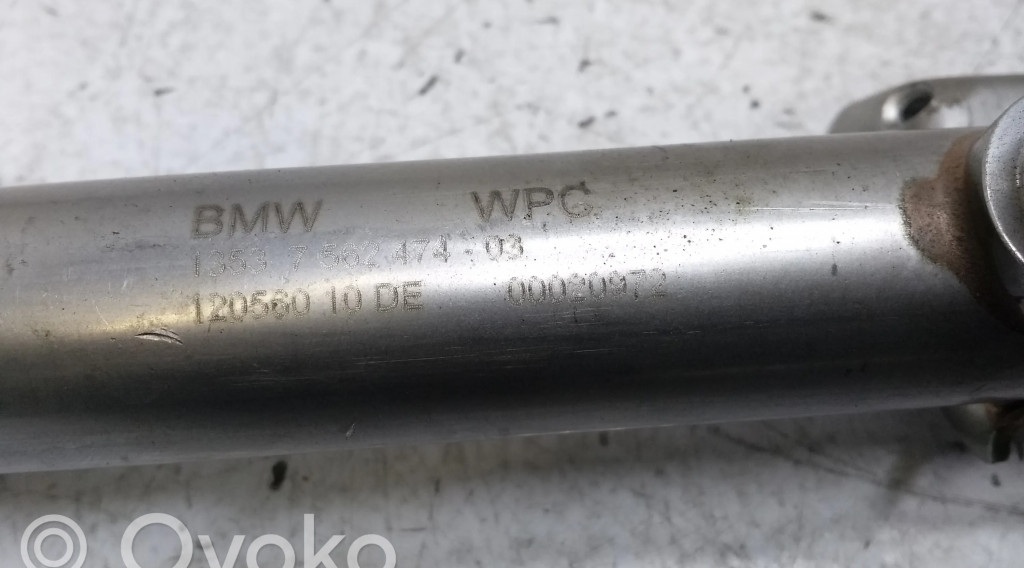 BMW WPC
1353 7 562 474 - 03
120560 10 DE 00020972
Ovoko